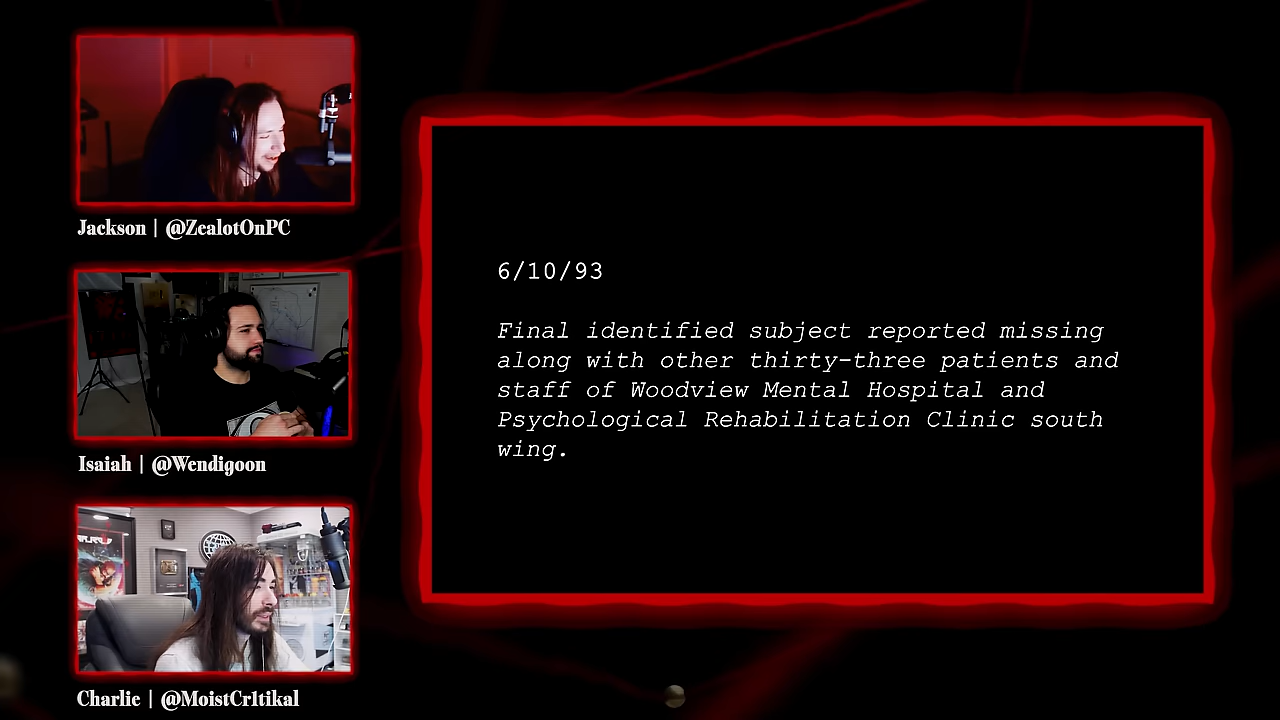 Jackson | @ZealotOnPC
Isaiah | @Wendigoon
Charlie | @MoistCr1tikal
6/10/93
Final identified subject reported missing
along with other thirty-three patients and
staff of Woodview Mental Hospital and
Psychological Rehabilitation Clinic south
wing.